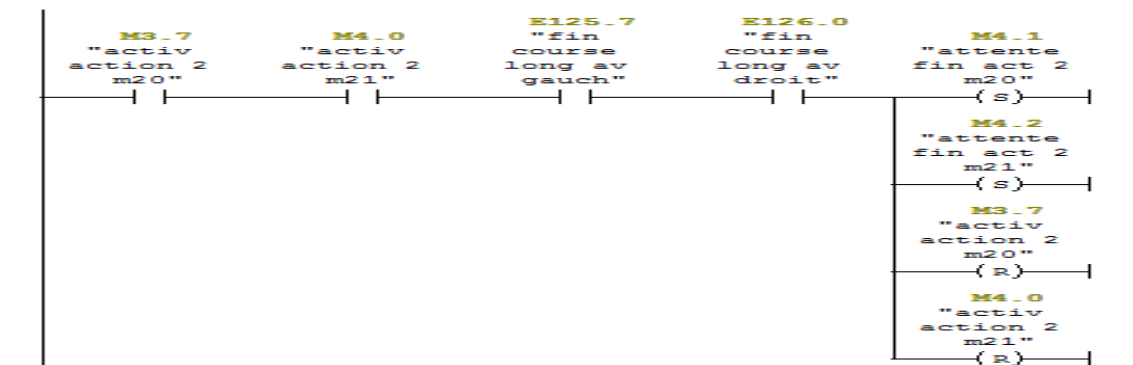 M3.7
"activ
action 2
m20"
M4.0
"activ
action 2
m21"
E125.7
"fin
course
long av
gauch"
E126.0
"fin
course
long av
droit"
M4.1
"attente
fin act 2
m20"
S
M4.2
"attente
fin act 2
m21"
S
M3.7
"activ
action 2
m20"
R
M4.0
"activ
action 2
m21"
R